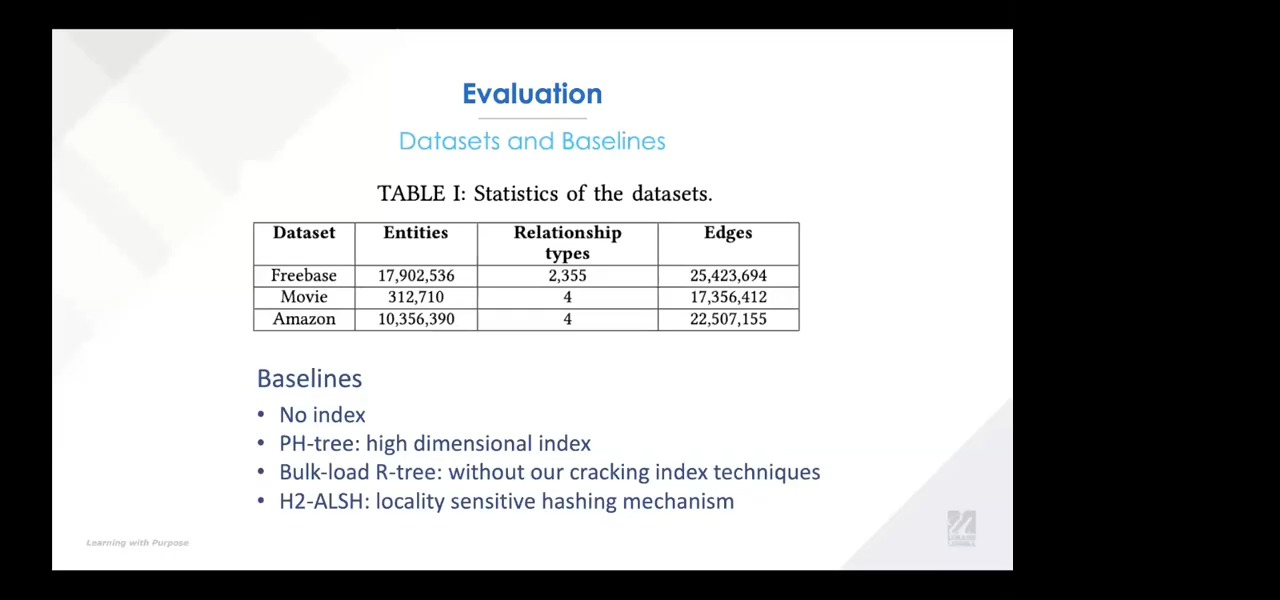 Evaluation
Datasets and Baselines
TABLE I: Statistics of the datasets.
Dataset Entities Relationship types Edges
Freebase 17,902,536 2,355 25,423,694
Movie 312,710 4 17,356,412
Amazon 10,356,390 4 22,507,155
Baselines
• No index
• PH-tree: high dimensional index
• Bulk-load R-tree: without our cracking index techniques
• H2-ALSH: locality sensitive hashing mechanism
Learning with Purpose